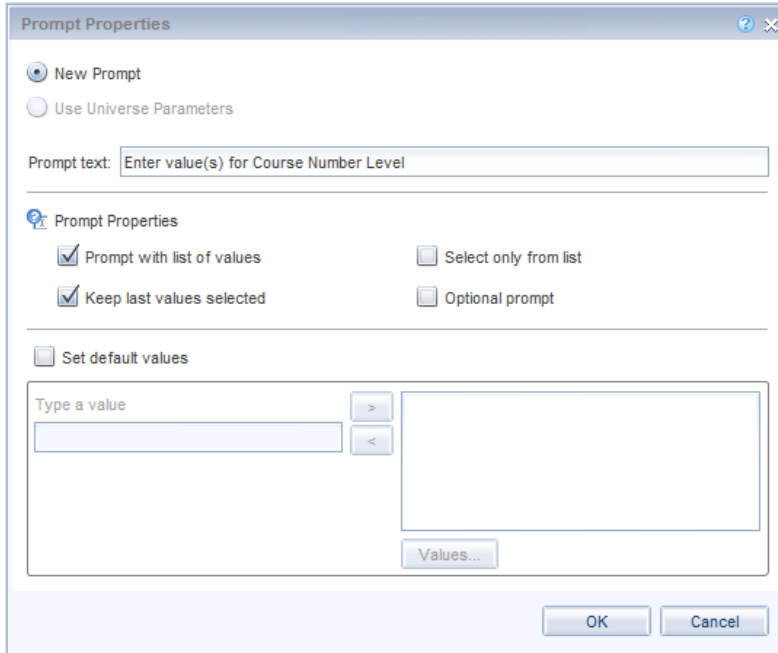 Prompt Properties
New Prompt
Use Universe Parameters
Prompt text: Enter value(s) for Course Number Level
Prompt Properties
Prompt with list of values Select only from list
Keep last values selected Optional prompt
Set default values
Type a value
>
<
Values...
OK Cancel